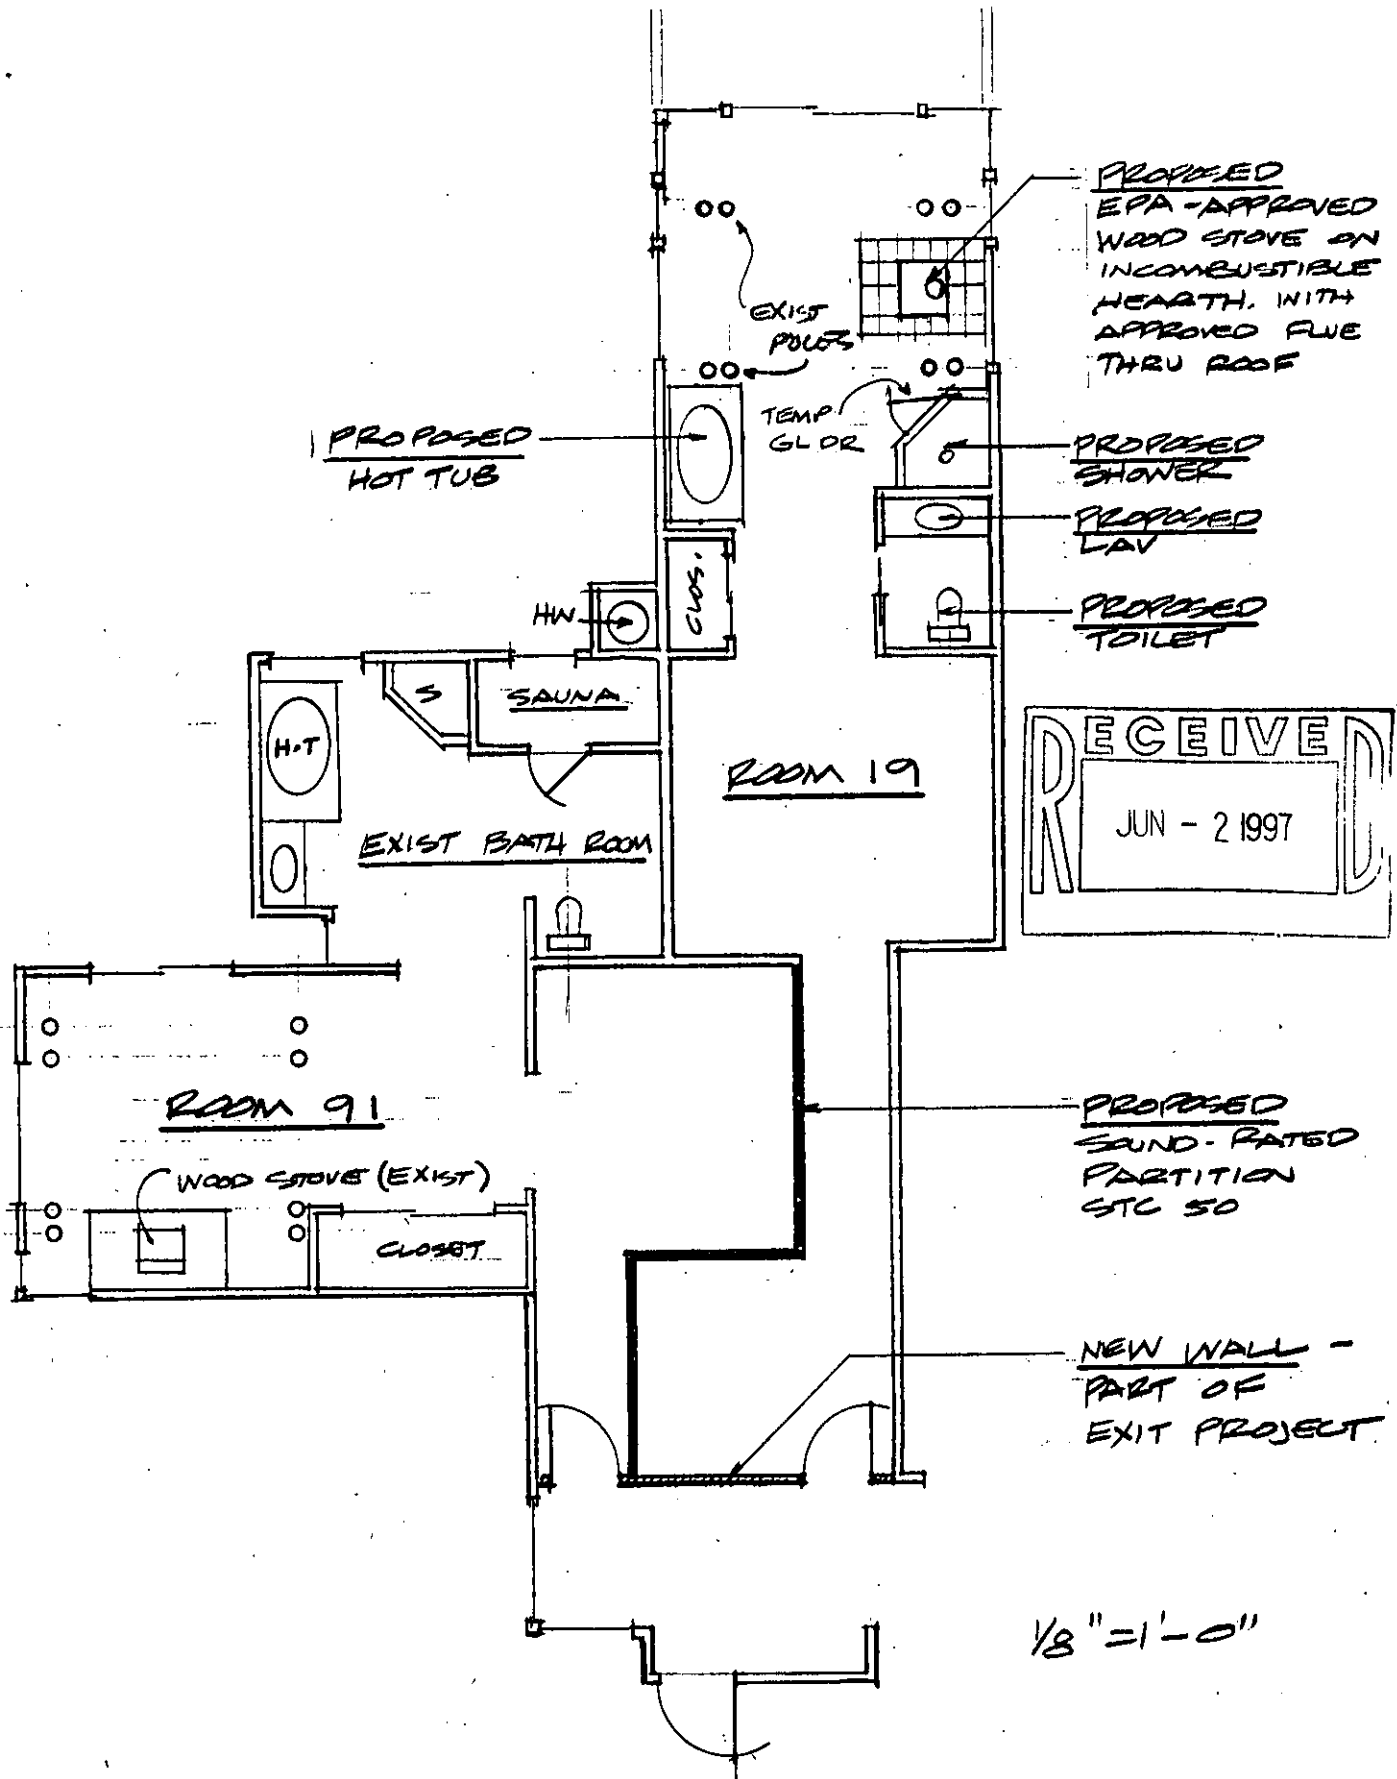 PROPOSED
EPA-APPROVED
WOOD STOVE ON
INCOMBUSTIBLE
HEARTH. WITH
APPROVED FLUE
THRU ROOF
EXIST
POLES
TEMP
GL DR
PROPOSED
HOT TUB
PROPOSED
SHOWER
PROPOSED
LAV
PROPOSED
TOILET
CLOS.
HW
S
SAUNA
HOT
ROOM 19
RECEIVED
JUN - 2 1997
EXIST BATH ROOM
ROOM 91
WOOD STOVE (EXIST)
CLOSET
PROPOSED
SOUND-RATED
PARTITION
STC 50
NEW WALL -
PART OF
EXIT PROJECT
1/8" = 1'-0"